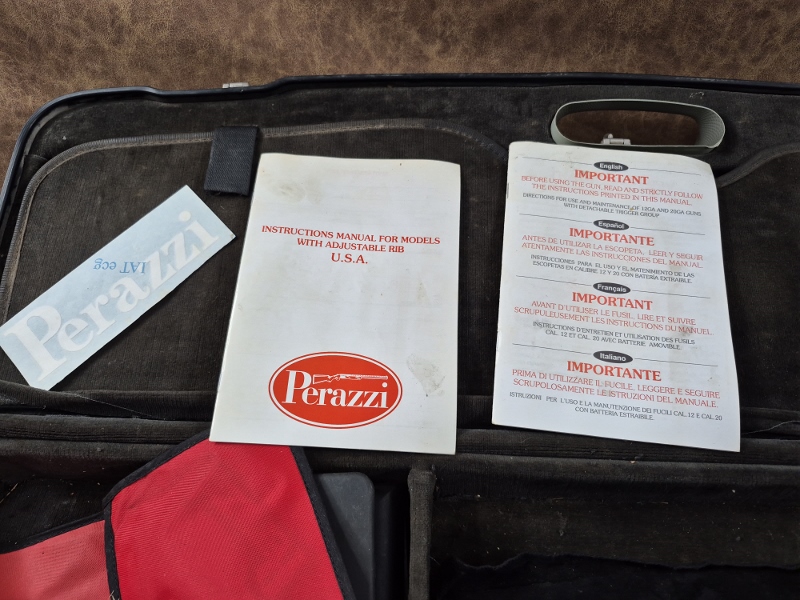 Perazzi
INSTRUCTIONS MANUAL FOR MODELS
WITH ADJUSTABLE RIB
U.S.A.
Perazzi
English
IMPORTANT
BEFORE USING THE GUN, READ AND STRICTLY FOLLOW
THE INSTRUCTIONS PRINTED IN THIS MANUAL.
DIRECTIONS FOR USE AND MAINTENANCE OF 12GA AND 20GA GUNS
WITH DETACHABLE TRIGGER GROUP
Español
IMPORTANTE
ANTES DE UTILIZAR LA ESCOPETA, LEER Y SEGUIR
ATENTAMENTE LAS INSTRUCCIONES DEL MANUAL.
INSTRUCCIONES PARA EL USO Y EL MATENIMIENTO DE LAS
ESCOPETAS EN CALIBRE 12 Y 20 CON BATERIA EXTRAIBLE.
Français
IMPORTANT
AVANT D'UTILISER LE FUSIL, LIRE ET SUIVRE
SCRUPULEUSEMENT LES INSTRUCTIONS DU MANUEL.
INSTRUCTIONS D'ENTRETIEN ET UTILISATION DES FUSILS
CAL. 12 ET CAL. 20 AVEC BATTERIE AMOVIBLE.
Italiano
IMPORTANTE
PRIMA DI UTILIZZARE IL FUCILE, LEGGERE E SEGUIRE
SCRUPOLOSAMENTE LE ISTRUZIONI DEL MANUALE.
ISTRUZIONI PER L'USO E LA MANUTENZIONE DEI FUCILI CAL.12 E CAL.20
CON BATTERIA ESTRAIBILE.